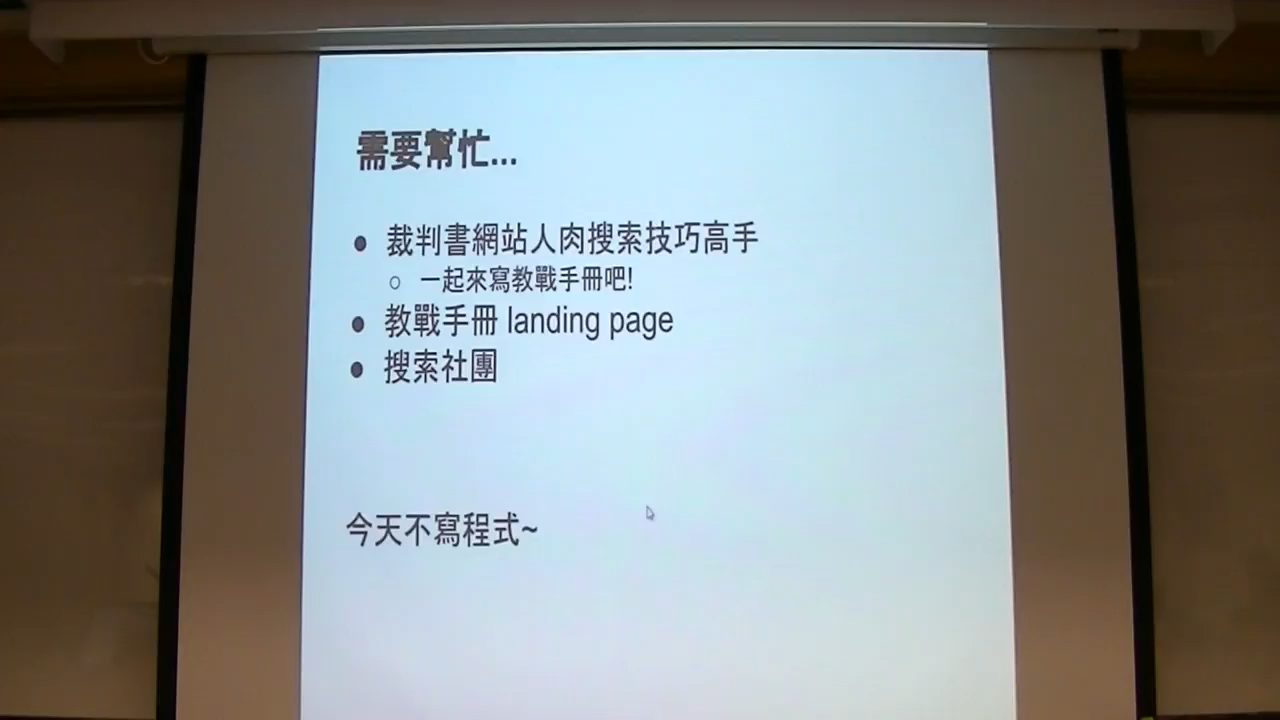 需要幫忙...
● 裁判書網站人肉搜索技巧高手
○ 一起來寫教戰手冊吧!
● 教戰手冊 landing page
● 搜索社團
今天不寫程式~